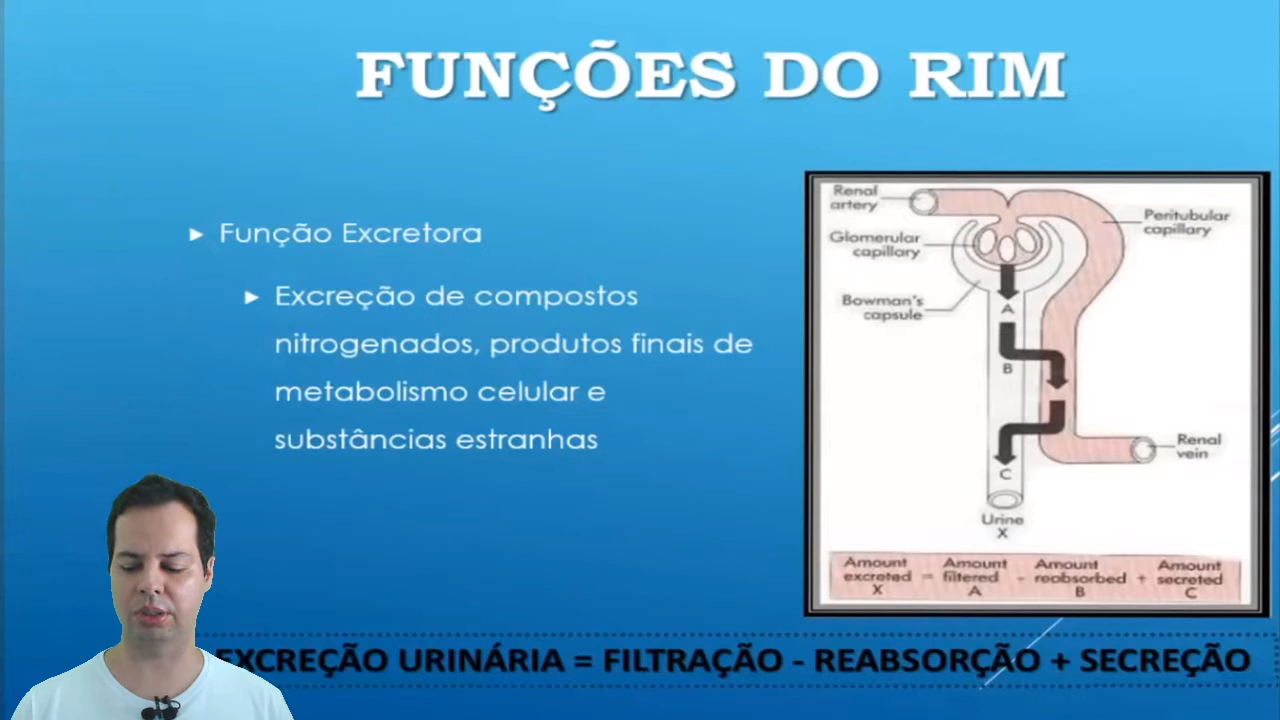 FUNÇÕES DO RIM
Função Excretora
Excreção de compostos
nitrogenados, produtos finais de
metabolismo celular e
substâncias estranhas
Renal
artery
Glomerular
capillary
Bowman's
capsule
Peritubular
capillary
A
B
C
Renal
vein
Urine
X
Amount excreted X = Amount filtered A - Amount reabsorbed B + Amount secreted C
EXCREÇÃO URINÁRIA = FILTRAÇÃO - REABSORÇÃO + SECREÇÃO